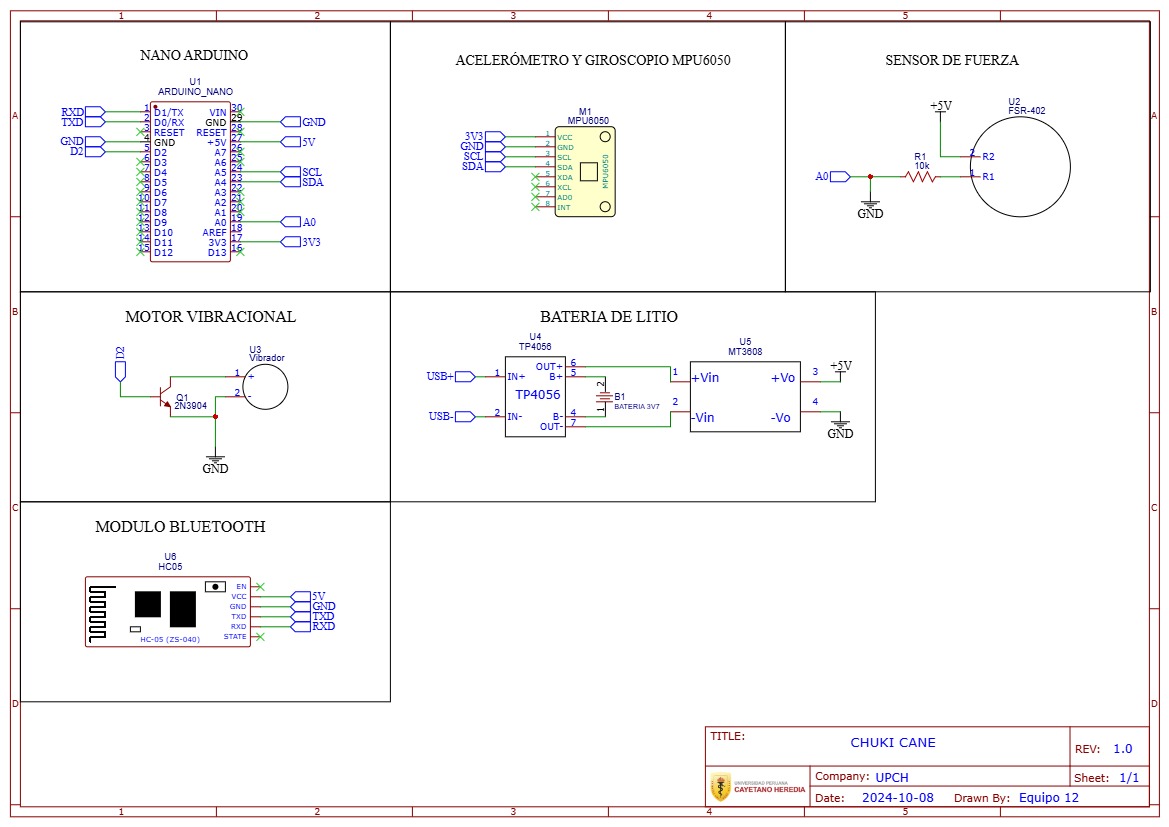 1 2 3 4 5
A A
B B
C C
D D
NANO ARDUINO
U1
ARDUINO_NANO
RXD 1 D1/TX VIN 30
TXD 2 D0/RX GND 29 GND
3 RESET RESET 28
GND 4 GND +5V 27 5V
D2 5 D2 A7 26
6 D3 A6 25
7 D4 A5 24 SCL
8 D5 A4 23 SDA
9 D6 A3 22
10 D7 A2 21
11 D8 A1 20
12 D9 A0 19 A0
13 D10 AREF 18
14 D11 3V3 17 3V3
15 D12 D13 16
ACELERÓMETRO Y GIROSCOPIO MPU6050
M1
MPU6050
3V3 1 VCC
GND 2 GND
SCL 3 SCL
SDA 4 SDA
5 XDA
6 XCL
7 AD0
8 INT
MPU6050
SENSOR DE FUERZA
+5V
U2
FSR-402
2 R2
1 R1
R1
10k
A0
GND
MOTOR VIBRACIONAL
D2
U3
Vibrador
1 +
2 -
Q1
2N3904
GND
BATERIA DE LITIO
U4
TP4056
USB+ 1 IN+
USB- 2 IN-
TP4056
OUT+ 6
B+ 5
B- 4
OUT- 7
2
1
B1
BATERIA 3V7
U5
MT3608
1 +Vin +Vo 3
2 -Vin -Vo 4
+5V
GND
MODULO BLUETOOTH
U6
HC05
EN
VCC 5V
GND GND
TXD TXD
RXD RXD
STATE
HC-05 (ZS-040)
TITLE:
CHUKI CANE
REV: 1.0
UNIVERSIDAD PERUANA
CAYETANO HEREDIA
Company: UPCH
Sheet: 1/1
Date: 2024-10-08 Drawn By: Equipo 12
1 2 3 4 5